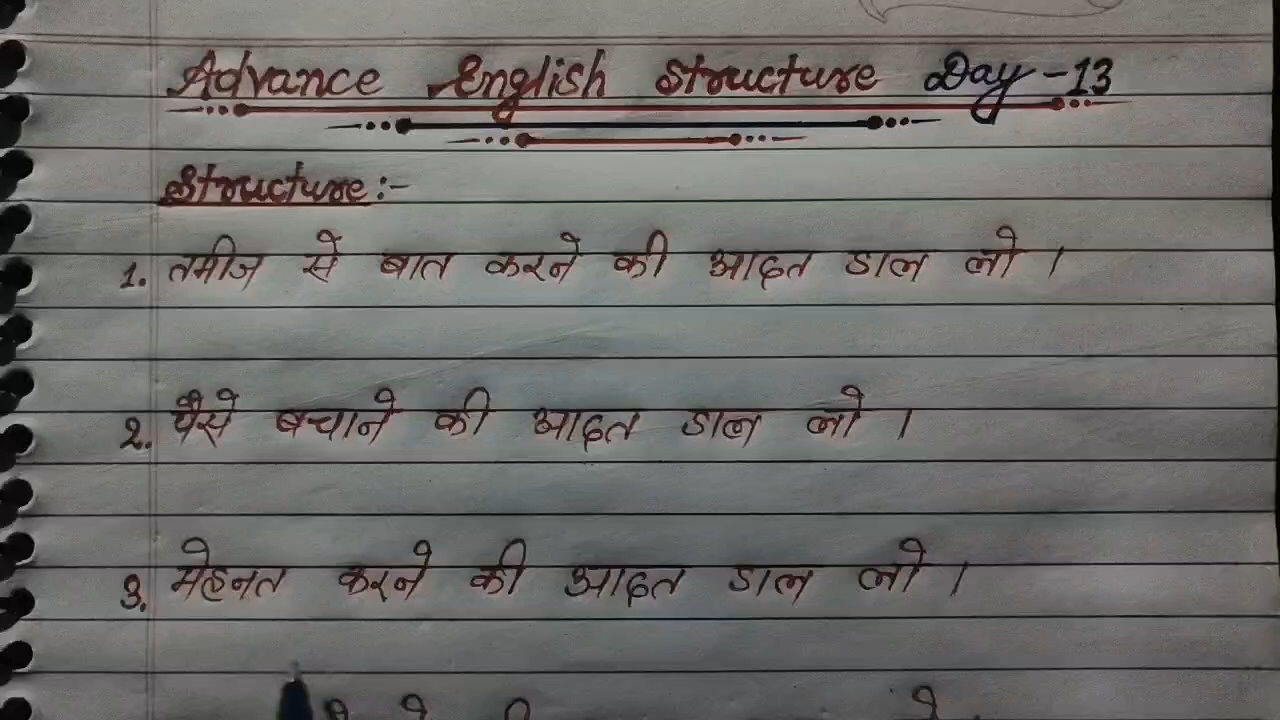 Advance English Structure Day-13
Structure:-
1. तमीज से बात करने की आदत डाल लो ।
2. पैसे बचाने की आदत डाल लो ।
3. मेहनत करने की आदत डाल लो ।